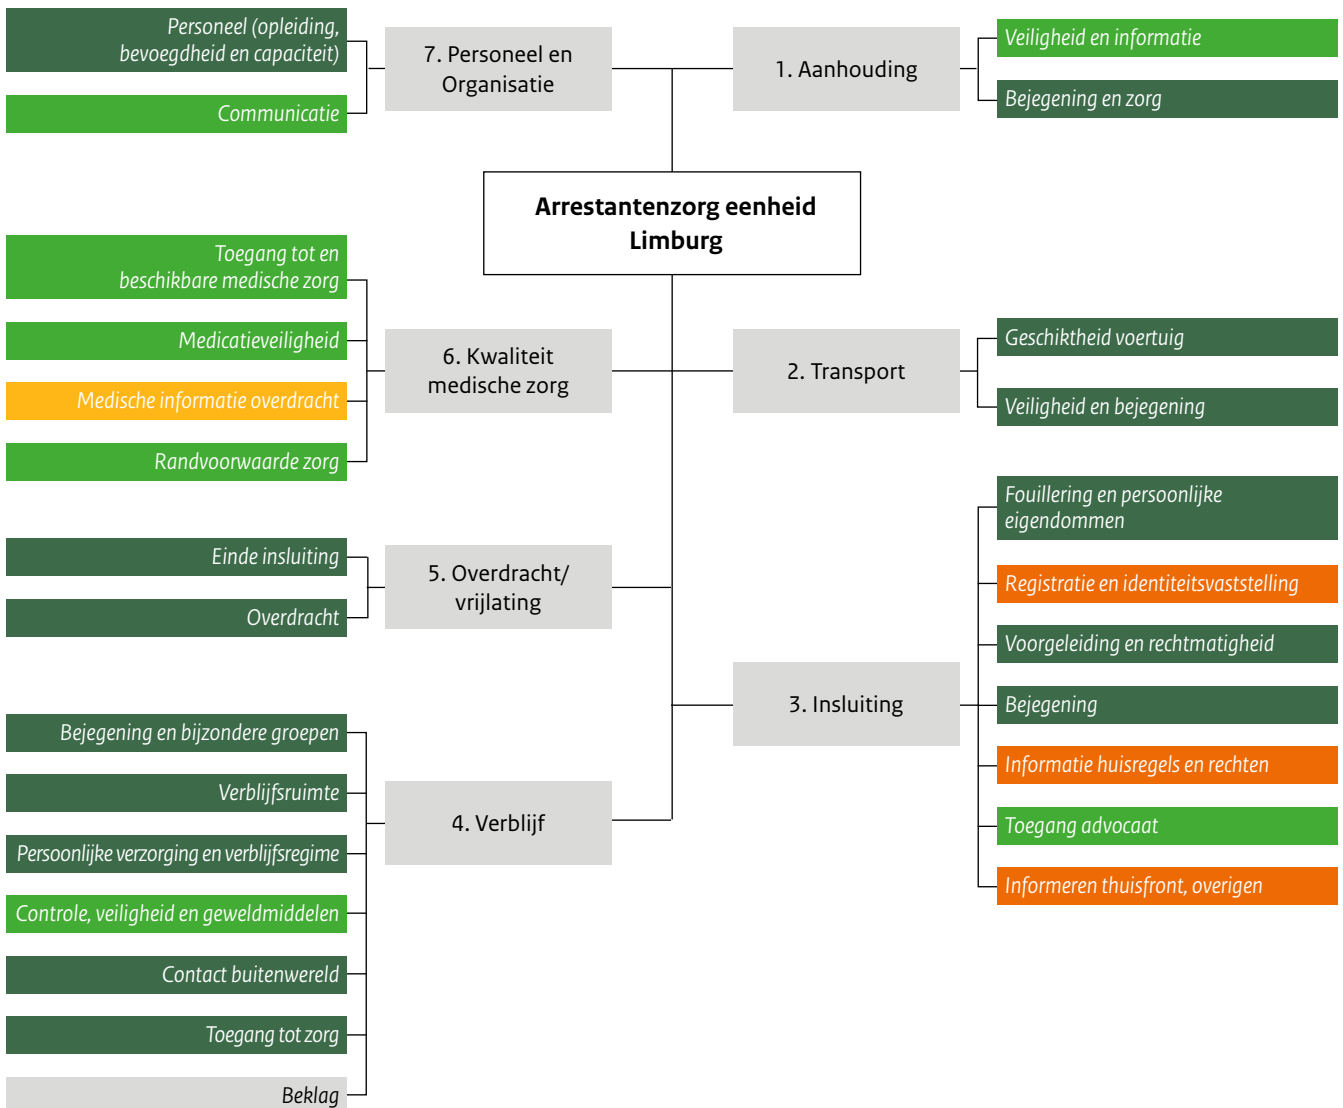 Personeel (opleiding,
bevoegdheid en capaciteit)
Communicatie
7. Personeel en
Organisatie
1. Aanhouding
Veiligheid en informatie
Bejegening en zorg
Arrestantenzorg eenheid
Limburg
Toegang tot en
beschikbare medische zorg
Medicatieveiligheid
Medische informatie overdracht
Randvoorwaarde zorg
6. Kwaliteit
medische zorg
2. Transport
Geschiktheid voertuig
Veiligheid en bejegening
Einde insluiting
Overdracht
5. Overdracht/
vrijlating
3. Insluiting
Fouillering en persoonlijke
eigendommen
Registratie en identiteitsvaststelling
Voorgeleiding en rechtmatigheid
Bejegening
Informatie huisregels en rechten
Toegang advocaat
Informeren thuisfront, overigen
Bejegening en bijzondere groepen
Verblijfsruimte
Persoonlijke verzorging en verblijfsregime
Controle, veiligheid en geweldmiddelen
Contact buitenwereld
Toegang tot zorg
Beklag
4. Verblijf